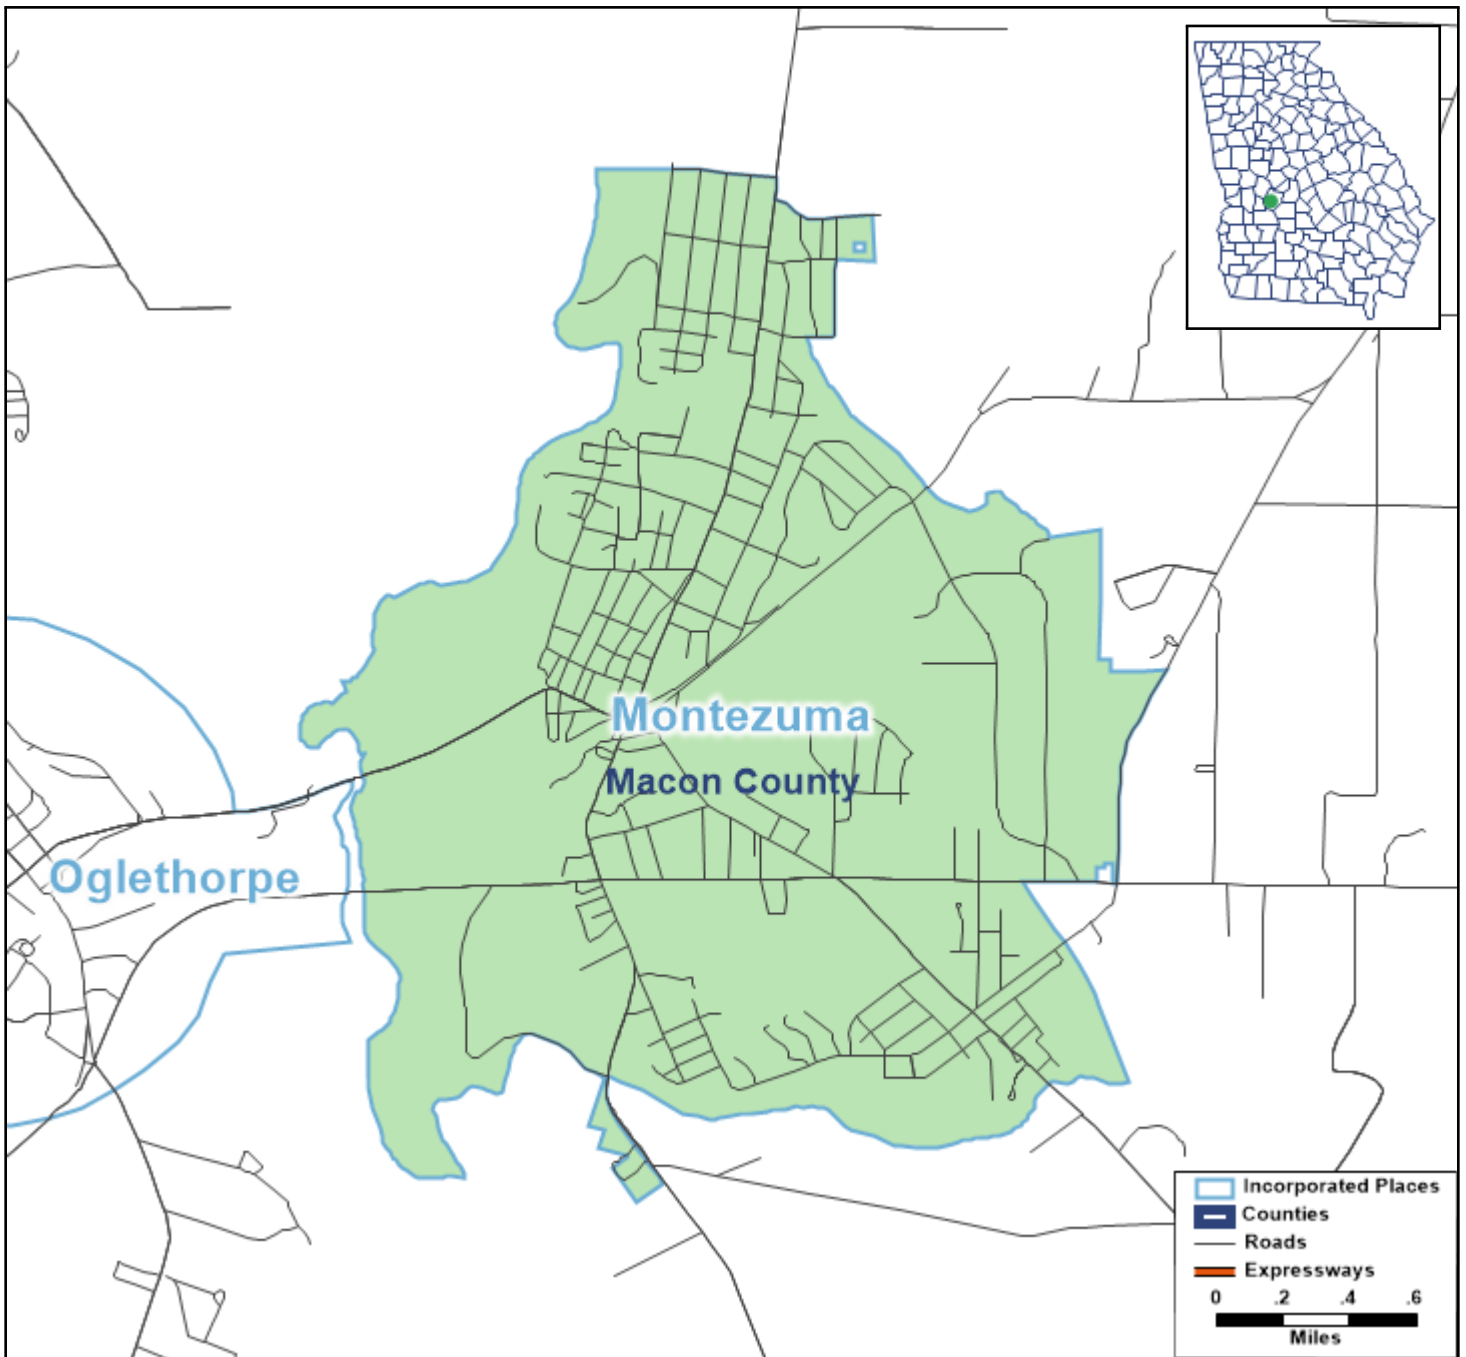 Montezuma
Macon County
Oglethorpe
Incorporated Places
Counties
Roads
Expressways
0 .2 .4 .6
Miles